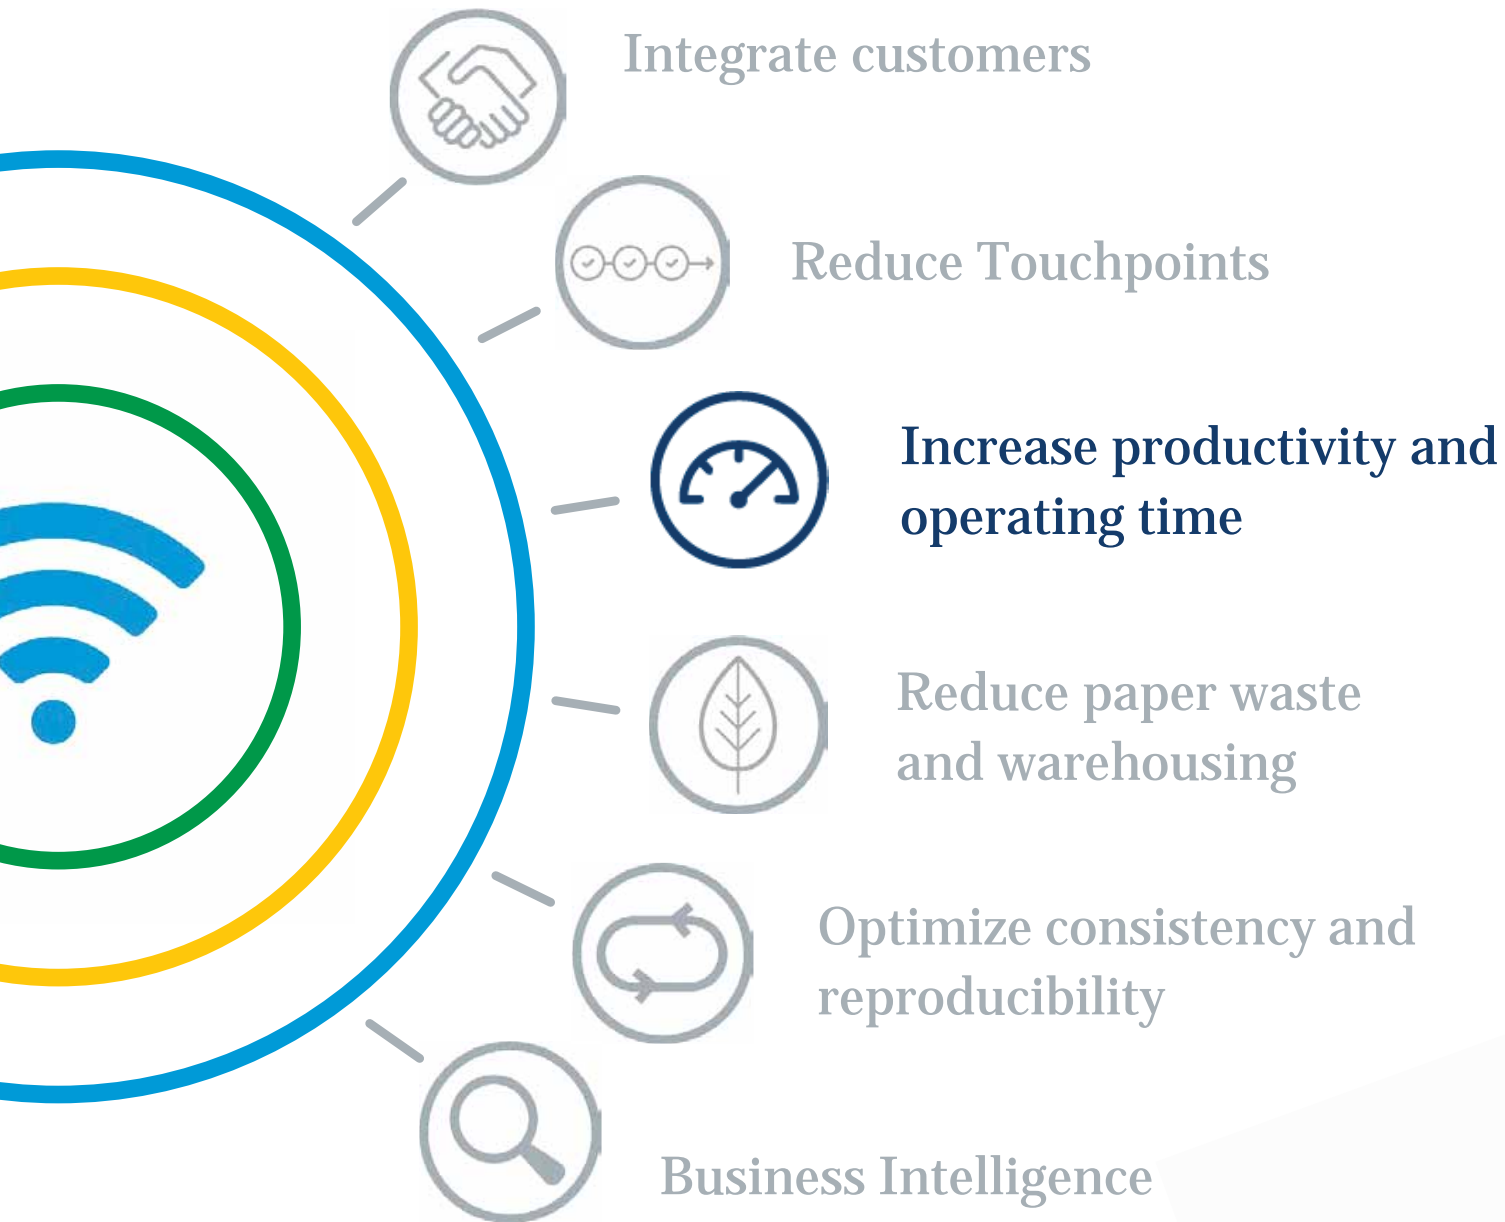 Integrate customers
Reduce Touchpoints
Increase productivity and
operating time
Reduce paper waste
and warehousing
Optimize consistency and
reproducibility
Business Intelligence